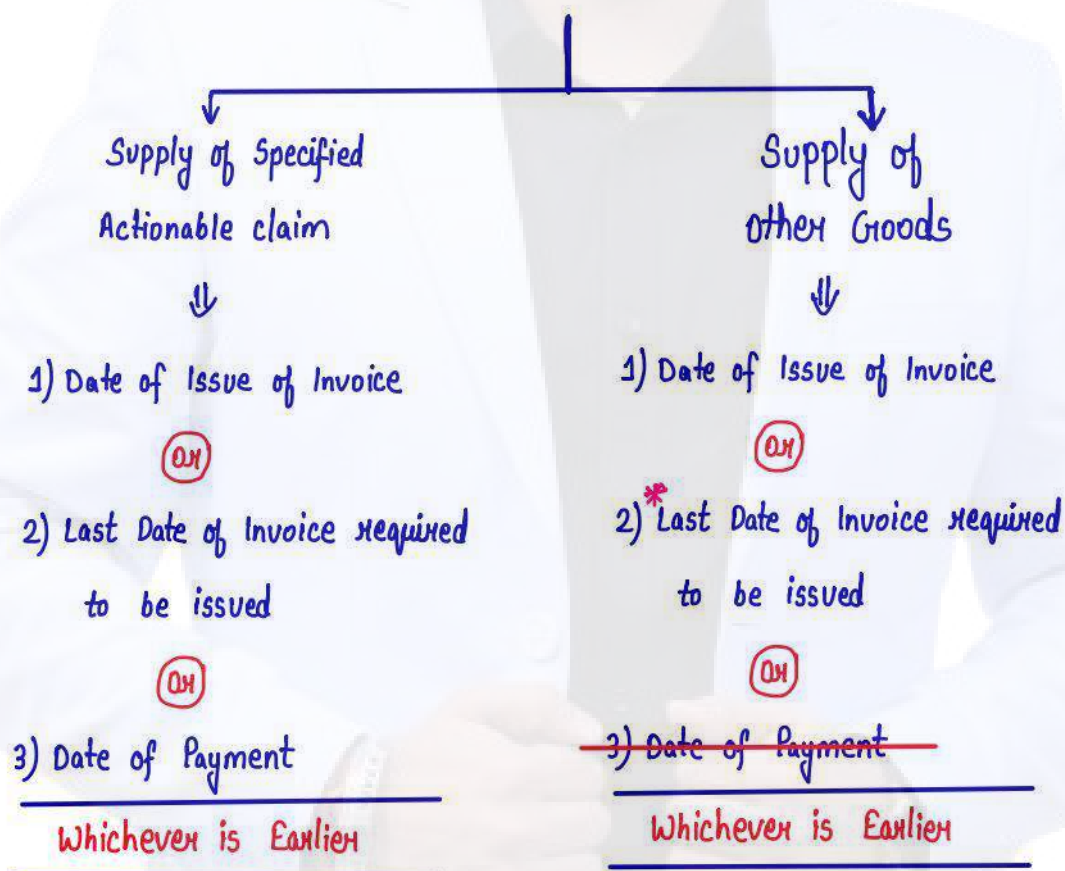 Supply of Specified
Actionable claim
⇓
1) Date of Issue of Invoice
OR
2) Last Date of Invoice required
to be issued
OR
3) Date of Payment
Whichever is Earlier
Supply of
Other Goods
⇓
1) Date of Issue of Invoice
OR
2) *Last Date of Invoice required
to be issued
OR
3) Date of Payment
Whichever is Earlier